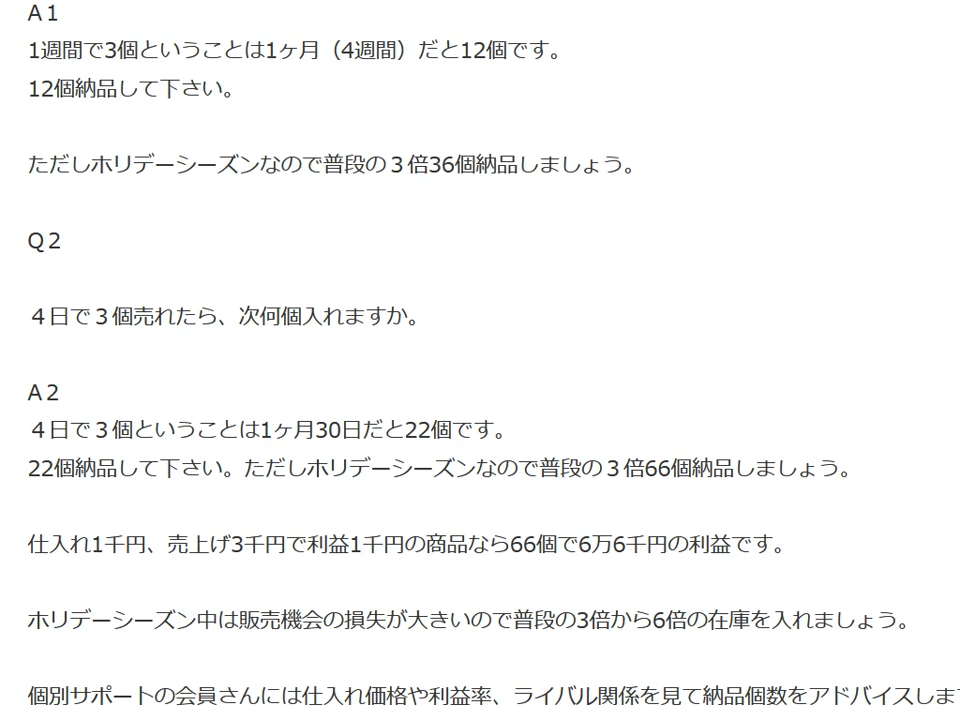 A１
1週間で3個ということは1ヶ月（4週間）だと12個です。
12個納品して下さい。
ただしホリデーシーズンなので普段の３倍36個納品しましょう。
Q２
４日で３個売れたら、次何個入れますか。
A２
４日で３個ということは1ヶ月30日だと22個です。
22個納品して下さい。ただしホリデーシーズンなので普段の３倍66個納品しましょう。
仕入れ1千円、売上げ3千円で利益1千円の商品なら66個で6万6千円の利益です。
ホリデーシーズン中は販売機会の損失が大きいので普段の3倍から6倍の在庫を入れましょう。
個別サポートの会員さんには仕入れ価格や利益率、ライバル関係を見て納品個数をアドバイスしま